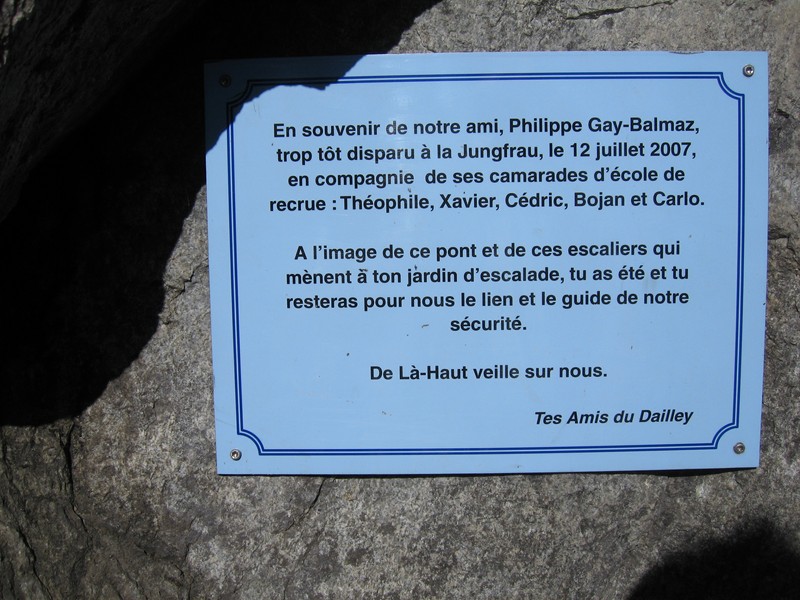 En souvenir de notre ami, Philippe Gay-Balmaz,
trop tôt disparu à la Jungfrau, le 12 juillet 2007,
en compagnie de ses camarades d'école de
recrue : Théophile, Xavier, Cédric, Bojan et Carlo.
A l'image de ce pont et de ces escaliers qui
mènent à ton jardin d'escalade, tu as été et tu
resteras pour nous le lien et le guide de notre
sécurité.
De Là-Haut veille sur nous.
Tes Amis du Dailley